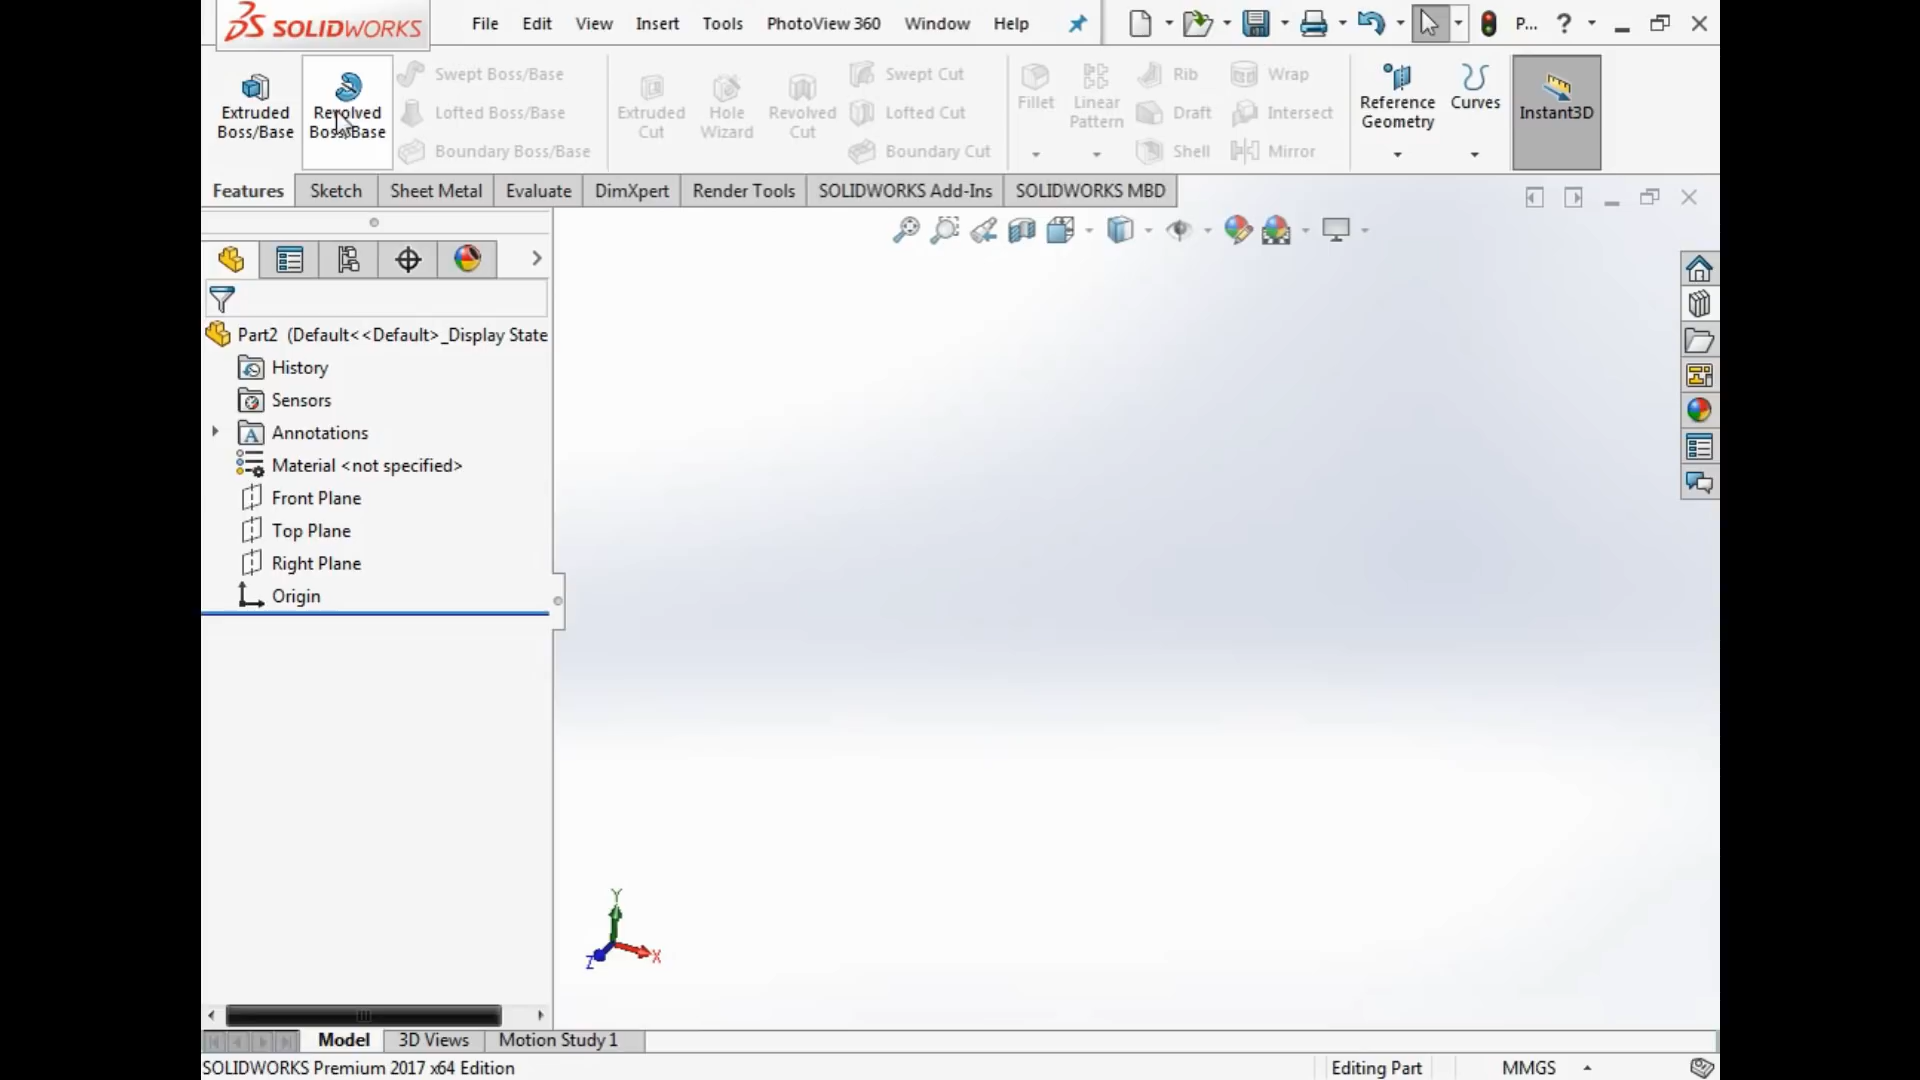 SOLIDWORKS
File Edit View Insert Tools PhotoView 360 Window Help P... ?
Extruded Boss/Base
Revolved Boss/Base
Swept Boss/Base
Lofted Boss/Base
Boundary Boss/Base
Extruded Cut
Hole Wizard
Revolved Cut
Swept Cut
Lofted Cut
Boundary Cut
Fillet
Linear Pattern
Rib
Draft
Shell
Wrap
Intersect
Mirror
Reference Geometry
Curves
Instant3D
Features Sketch Sheet Metal Evaluate DimXpert Render Tools SOLIDWORKS Add-Ins SOLIDWORKS MBD
Part2 (Default<<Default>_Display State
History
Sensors
A Annotations
Material <not specified>
Front Plane
Top Plane
Right Plane
Origin
Y
Z
X
Model 3D Views Motion Study 1
SOLIDWORKS Premium 2017 x64 Edition Editing Part MMGS